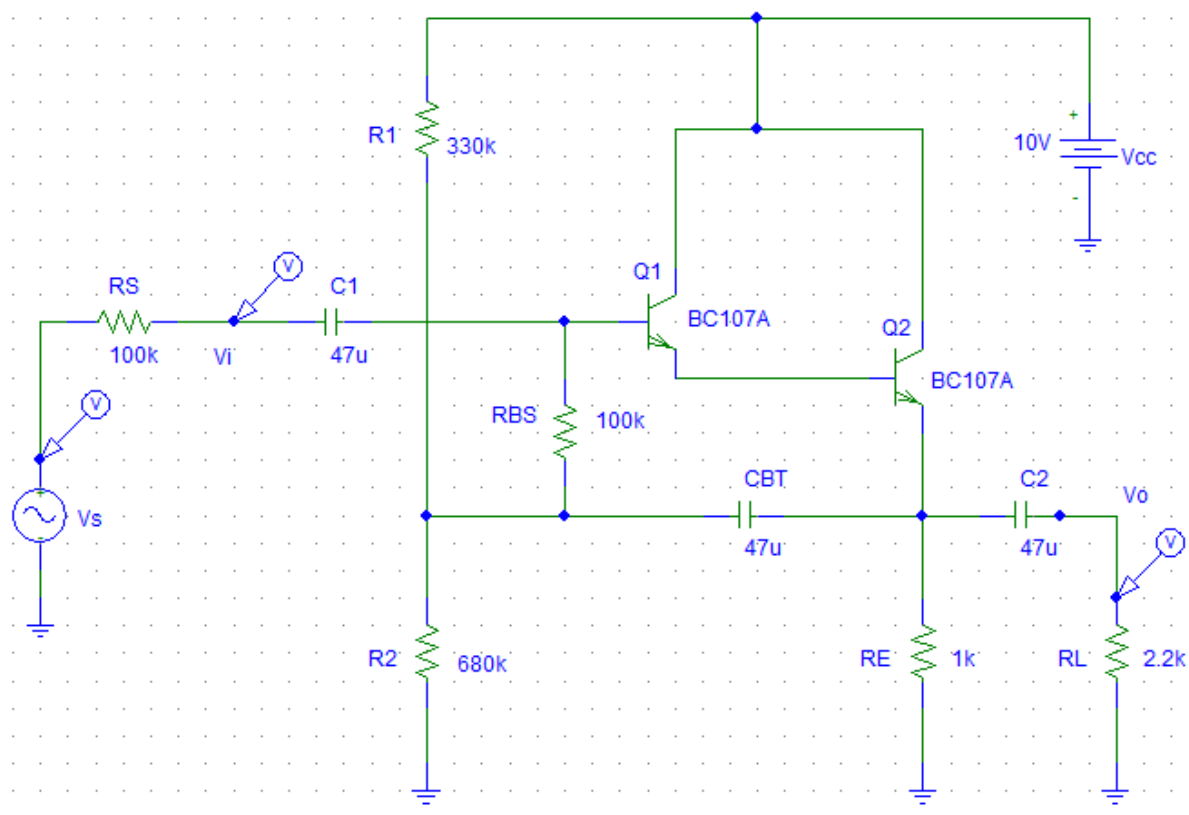 R1
330k
10V
+
Vcc
-
V
RS
100k
Vi
C1
47u
Q1
BC107A
Q2
BC107A
V
RBS
100k
+
Vs
-
CBT
47u
C2
47u
Vo
V
R2
680k
RE
1k
RL
2.2k